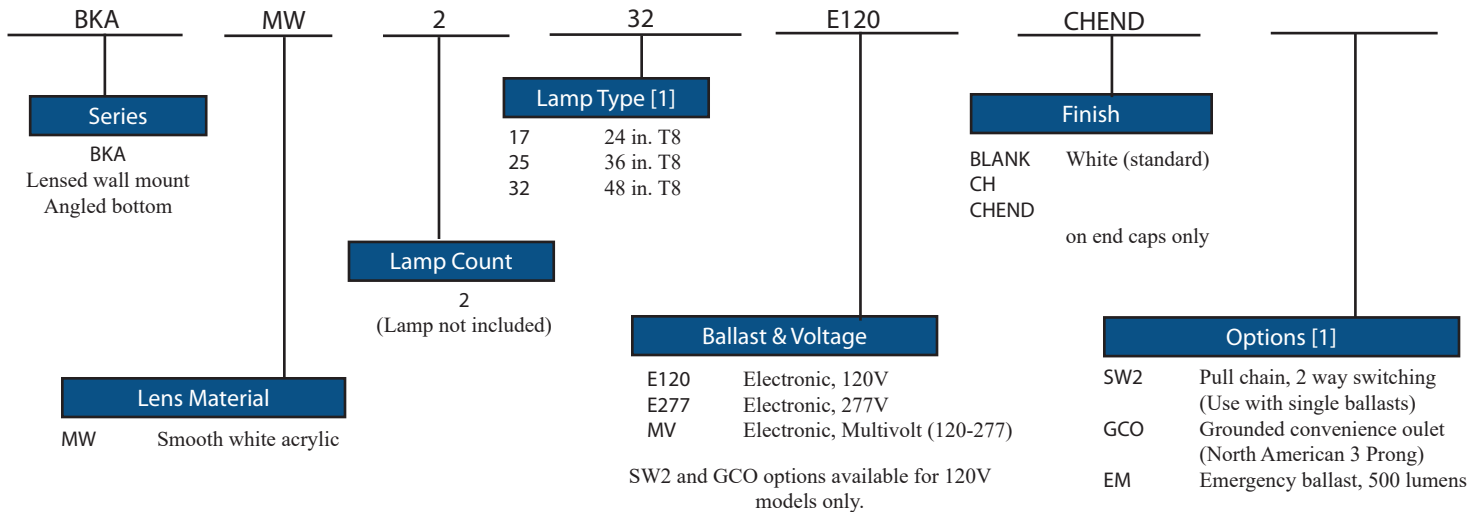 BKA MW 2 32 E120 CHEND
Series
BKA
Lensed wall mount
Angled bottom
Lens Material
MW Smooth white acrylic
Lamp Count
2
(Lamp not included)
Lamp Type [1]
17 24 in. T8
25 36 in. T8
32 48 in. T8
Ballast & Voltage
E120 Electronic, 120V
E277 Electronic, 277V
MV Electronic, Multivolt (120-277)
SW2 and GCO options available for 120V
models only.
Finish
BLANK White (standard)
CH
CHEND
on end caps only
Options [1]
SW2 Pull chain, 2 way switching
(Use with single ballasts)
GCO Grounded convenience oulet
(North American 3 Prong)
EM Emergency ballast, 500 lumens